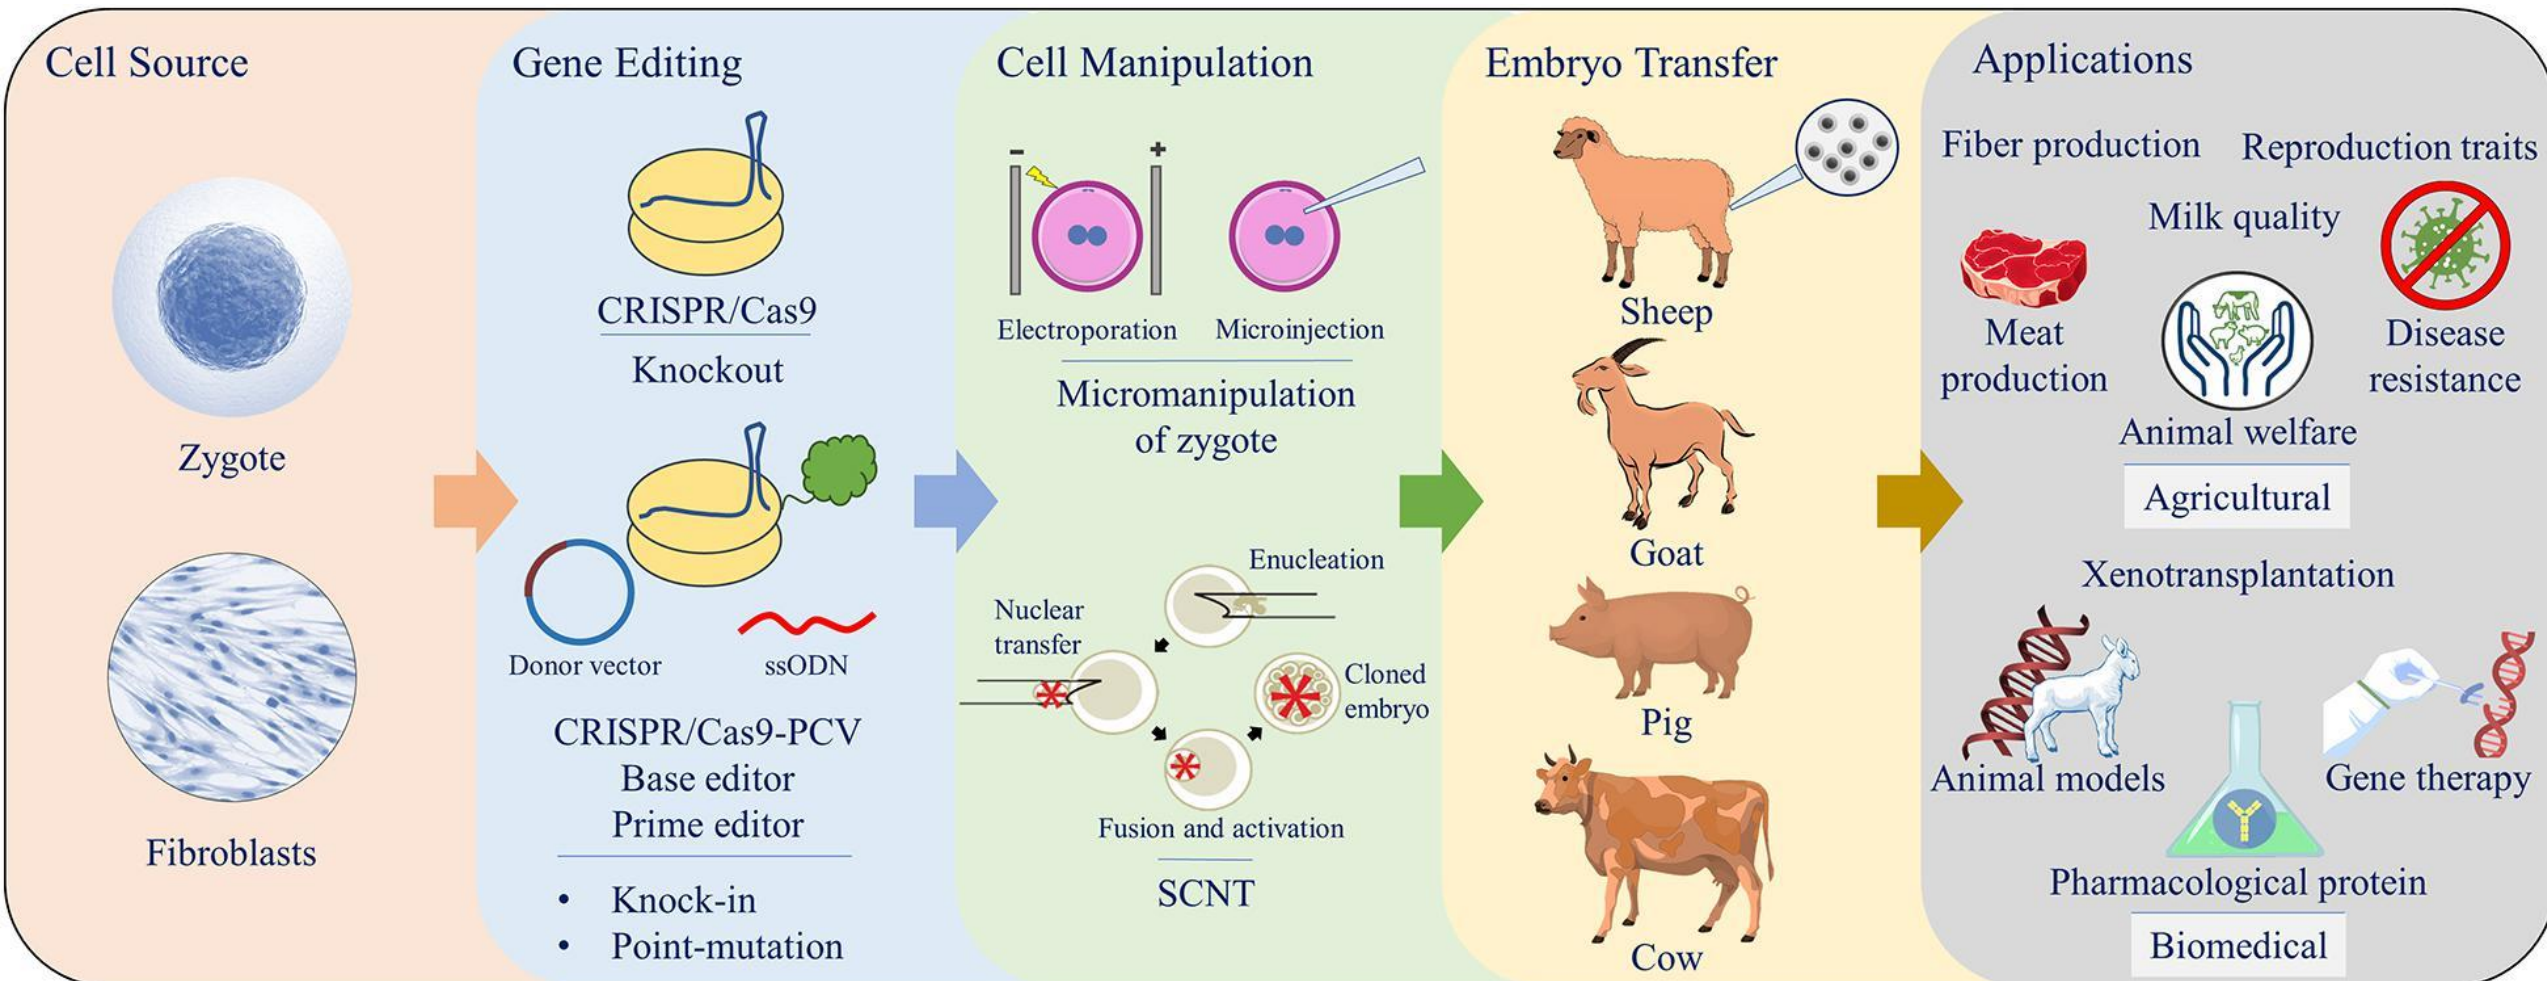 Cell Source
Zygote
Fibroblasts
Gene Editing
CRISPR/Cas9
Knockout
Donor vector
ssODN
CRISPR/Cas9-PCV
Base editor
Prime editor
• Knock-in
• Point-mutation
Cell Manipulation
-
+
Electroporation
Microinjection
Micromanipulation
of zygote
Enucleation
Nuclear
transfer
Cloned
embryo
Fusion and activation
SCNT
Embryo Transfer
Sheep
Goat
Pig
Cow
Applications
Fiber production
Reproduction traits
Milk quality
Meat
production
Disease
resistance
Animal welfare
Agricultural
Xenotransplantation
Animal models
Gene therapy
Pharmacological protein
Biomedical